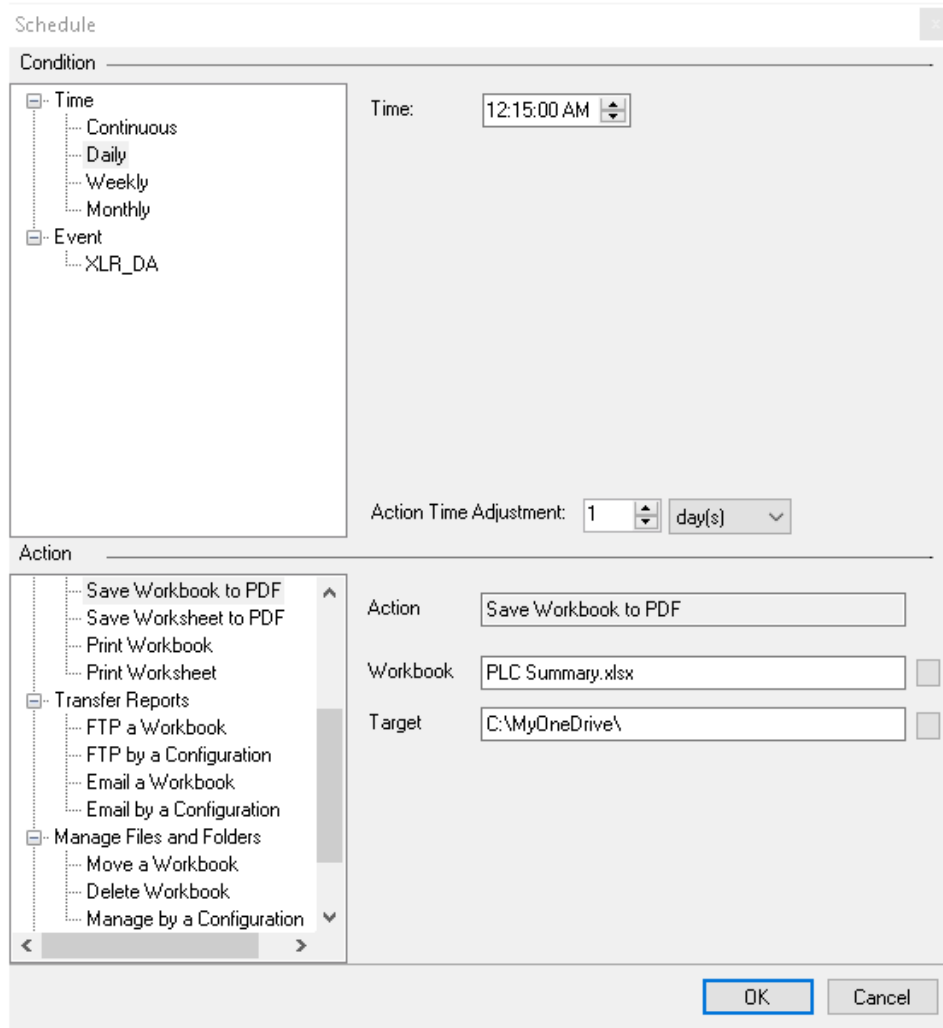 Schedule
Condition
Time
Continuous
Daily
Weekly
Monthly
Event
XLR_DA
Time:
12:15:00 AM
Action Time Adjustment:
1
day(s)
Action
Save Workbook to PDF
Save Worksheet to PDF
Print Workbook
Print Worksheet
Transfer Reports
FTP a Workbook
FTP by a Configuration
Email a Workbook
Email by a Configuration
Manage Files and Folders
Move a Workbook
Delete Workbook
Manage by a Configuration
Action
Save Workbook to PDF
Workbook
PLC Summary.xlsx
Target
C:\MyOneDrive\
OK
Cancel